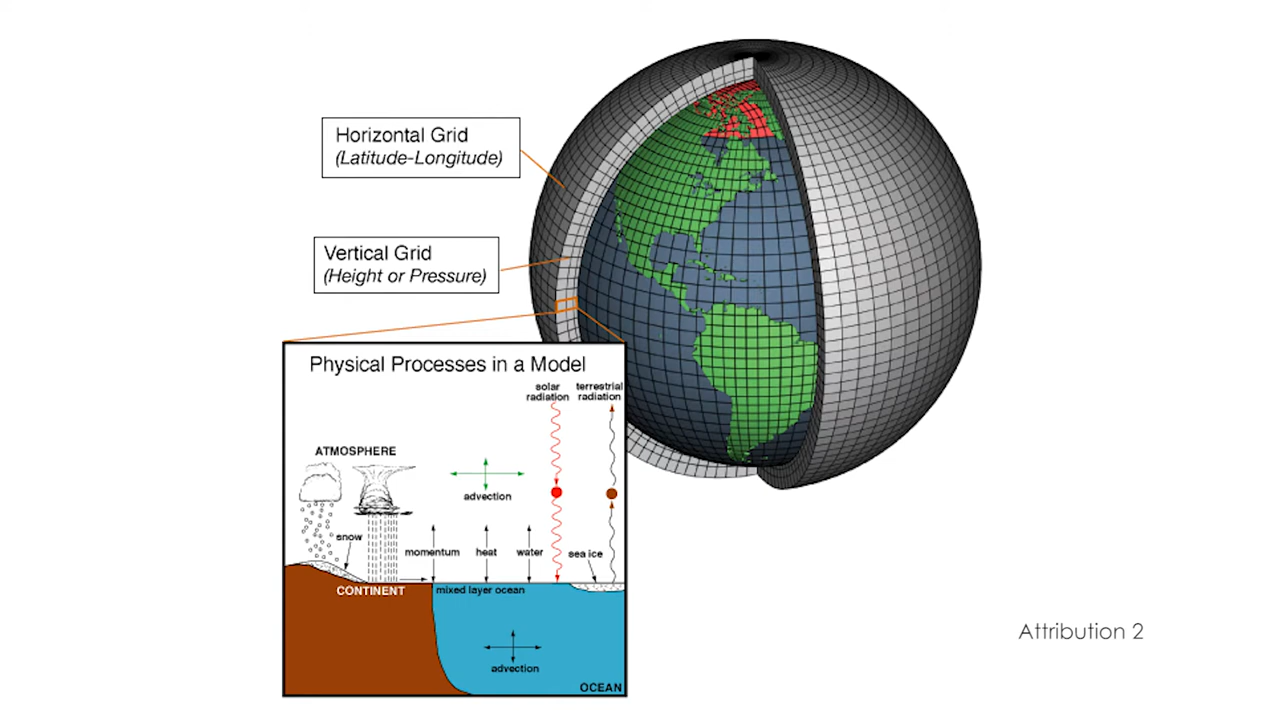 Horizontal Grid
(Latitude-Longitude)
Vertical Grid
(Height or Pressure)
Physical Processes in a Model
solar
radiation
terrestrial
radiation
ATMOSPHERE
advection
snow
momentum
heat
water
sea ice
CONTINENT
mixed layer ocean
advection
OCEAN
Attribution 2